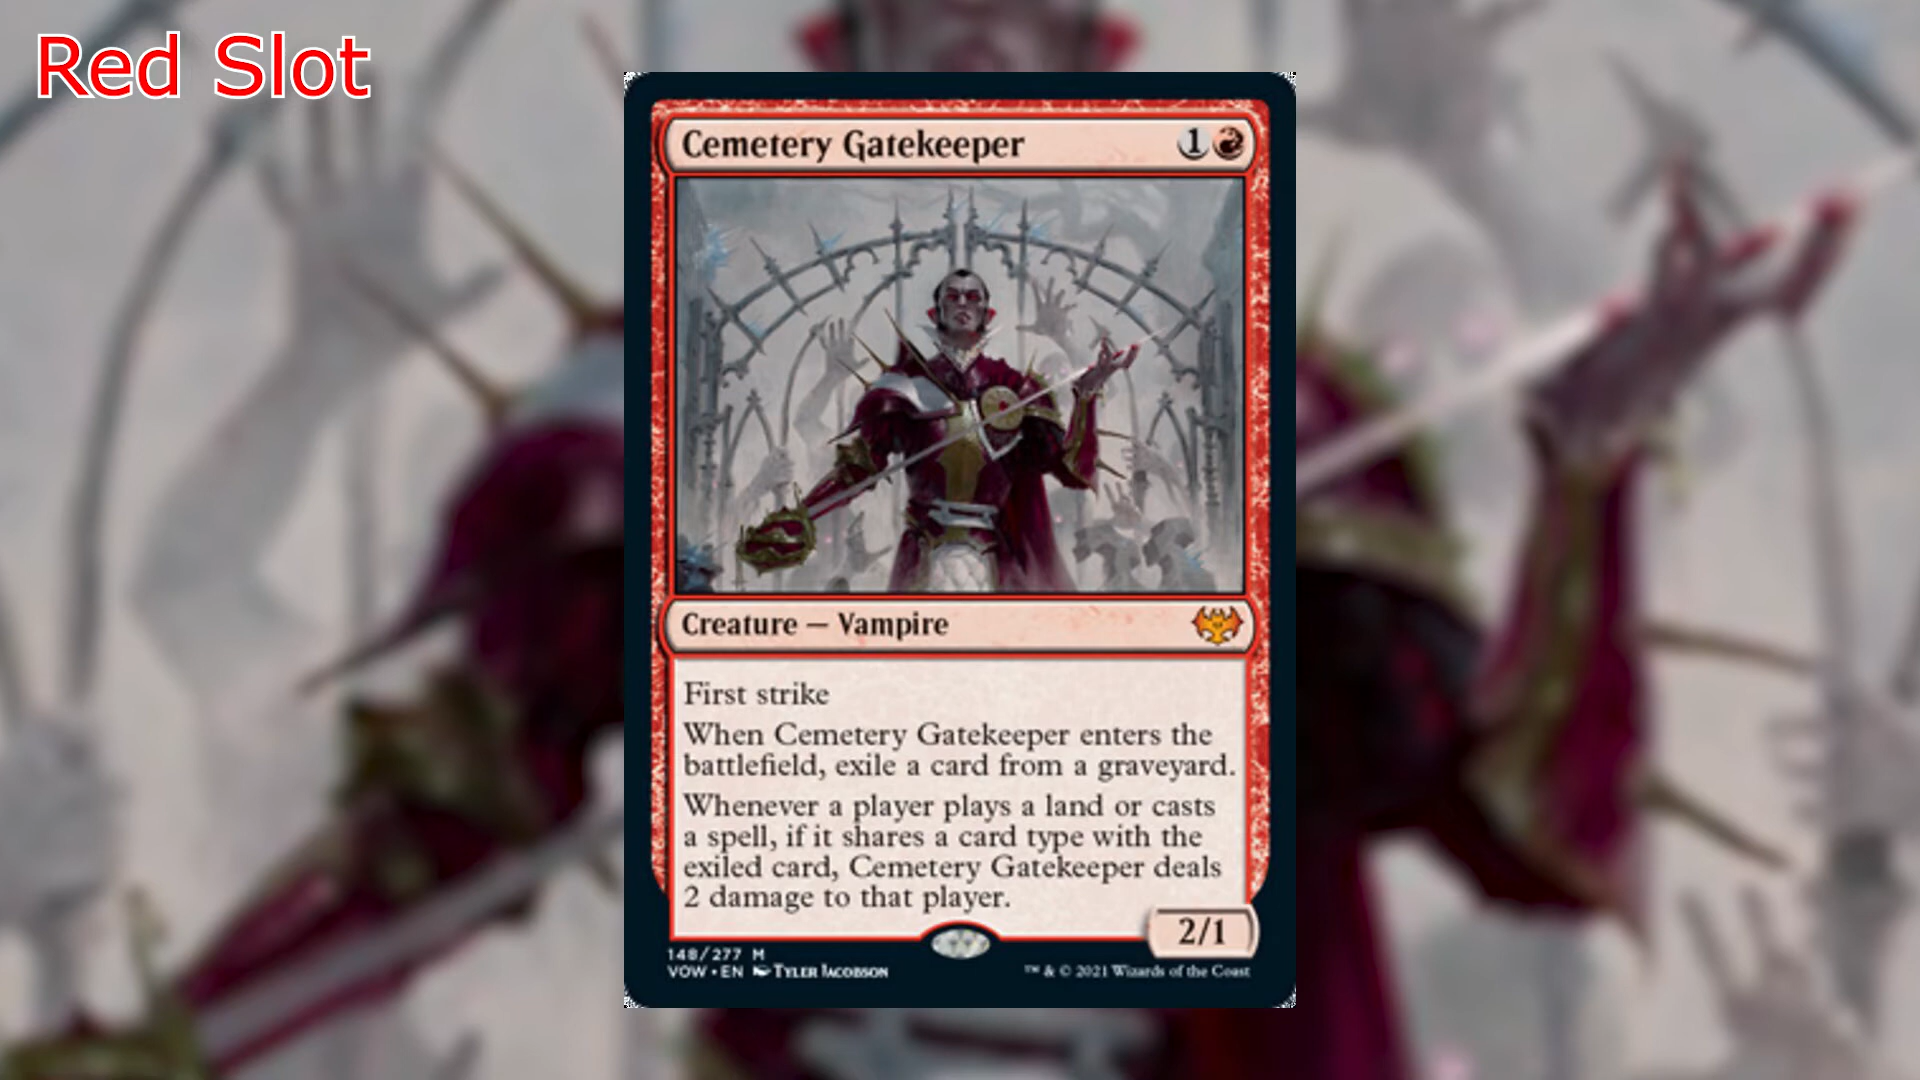 Red Slot
Cemetery Gatekeeper
1
Creature — Vampire
First strike
When Cemetery Gatekeeper enters the
battlefield, exile a card from a graveyard.
Whenever a player plays a land or casts
a spell, if it shares a card type with the
exiled card, Cemetery Gatekeeper deals
2 damage to that player.
2/1
148/277 M
VOW • EN Tyler Jacobson
™ & © 2021 Wizards of the Coast